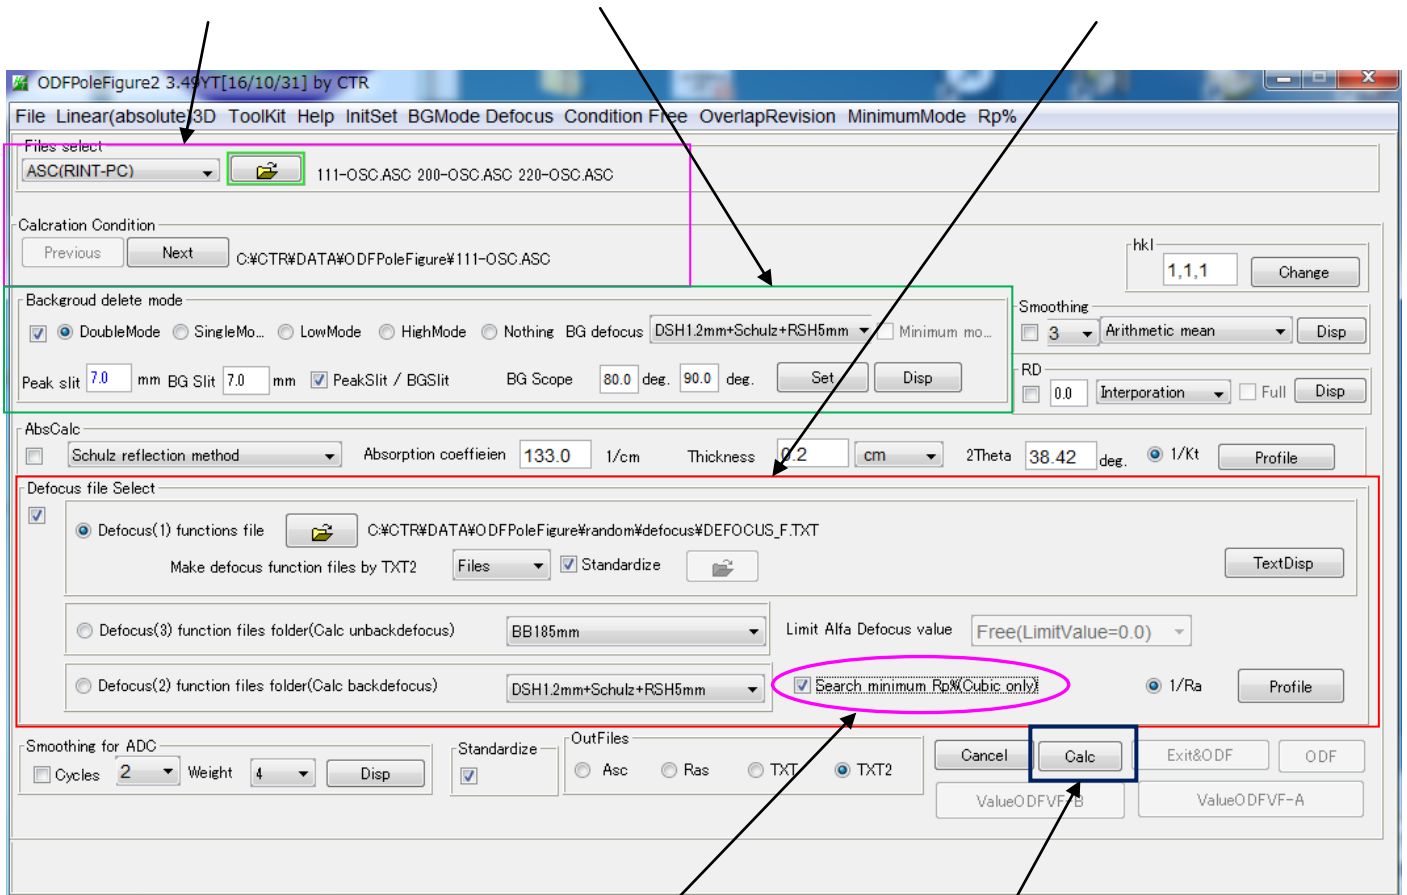 ODFPoleFigure2 3.49YT[16/10/31] by CTR
File Linear(absolute)3D ToolKit Help InitSet BGMode Defocus Condition Free OverlapRevision MinimumMode Rp%
Files select
ASC(RINT-PC) 111-OSC.ASC 200-OSC.ASC 220-OSC.ASC
Calcration Condition
Previous Next C:¥CTR¥DATA¥ODFPoleFigure¥111-OSC.ASC
hkl
1,1,1 Change
Backgroud delete mode
DoubleMode SingleMo... LowMode HighMode Nothing BG defocus DSH1.2mm+Schulz+RSH5mm Minimum mo...
Peak slit 7.0 mm BG Slit 7.0 mm PeakSlit / BGSlit BG Scope 80.0 deg. 90.0 deg. Set Disp
Smoothing
3 Arithmetic mean Disp
RD
0.0 Interporation Full Disp
AbsCalc
Schulz reflection method Absorption coeffieien 133.0 1/cm Thickness 0.2 cm 2Theta 38.42 deg. 1/Kt Profile
Defocus file Select
Defocus(1) functions file C:¥CTR¥DATA¥ODFPoleFigure¥random¥defocus¥DEFOCUS_F.TXT
Make defocus function files by TXT2 Files Standardize TextDisp
Defocus(3) function files folder(Calc unbackdefocus) BB185mm Limit Alfa Defocus value Free(LimitValue=0.0)
Defocus(2) function files folder(Calc backdefocus) DSH1.2mm+Schulz+RSH5mm Search minimum Rp%(Cubic only) 1/Ra Profile
Smoothing for ADC
Cycles 2 Weight 4 Disp
Standardize
OutFiles
Asc Ras TXT TXT2
Cancel Calc Exit&ODF ODF
ValueODFVF-B ValueODFVF-A